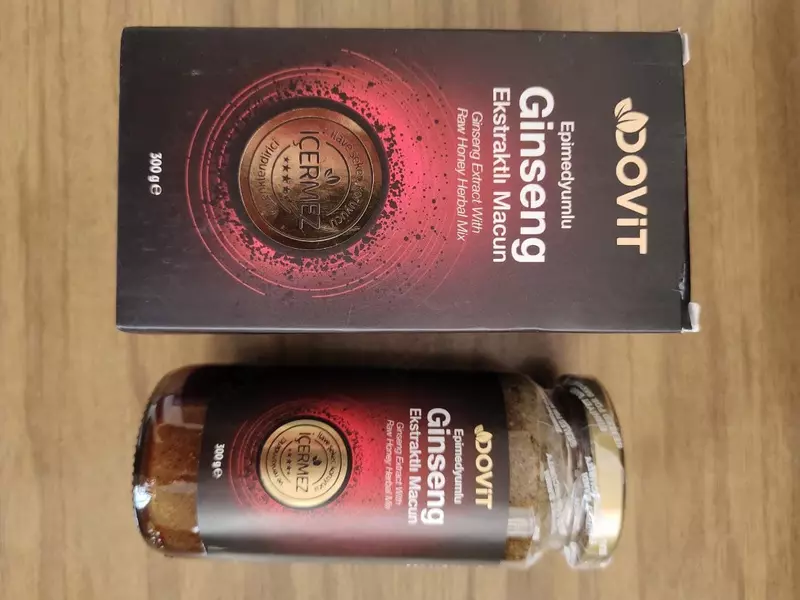 DOViT
Epimedyumlu
Ginseng
Ekstraktlı Macun
Ginseng Extract With
Raw Honey Herbal Mix
İÇERMEZ
300 g ℮
DOViT
Epimedyumlu
Ginseng
Ekstraktlı Macun
Ginseng Extract With
Raw Honey Herbal Mix
İÇERMEZ
300 g ℮